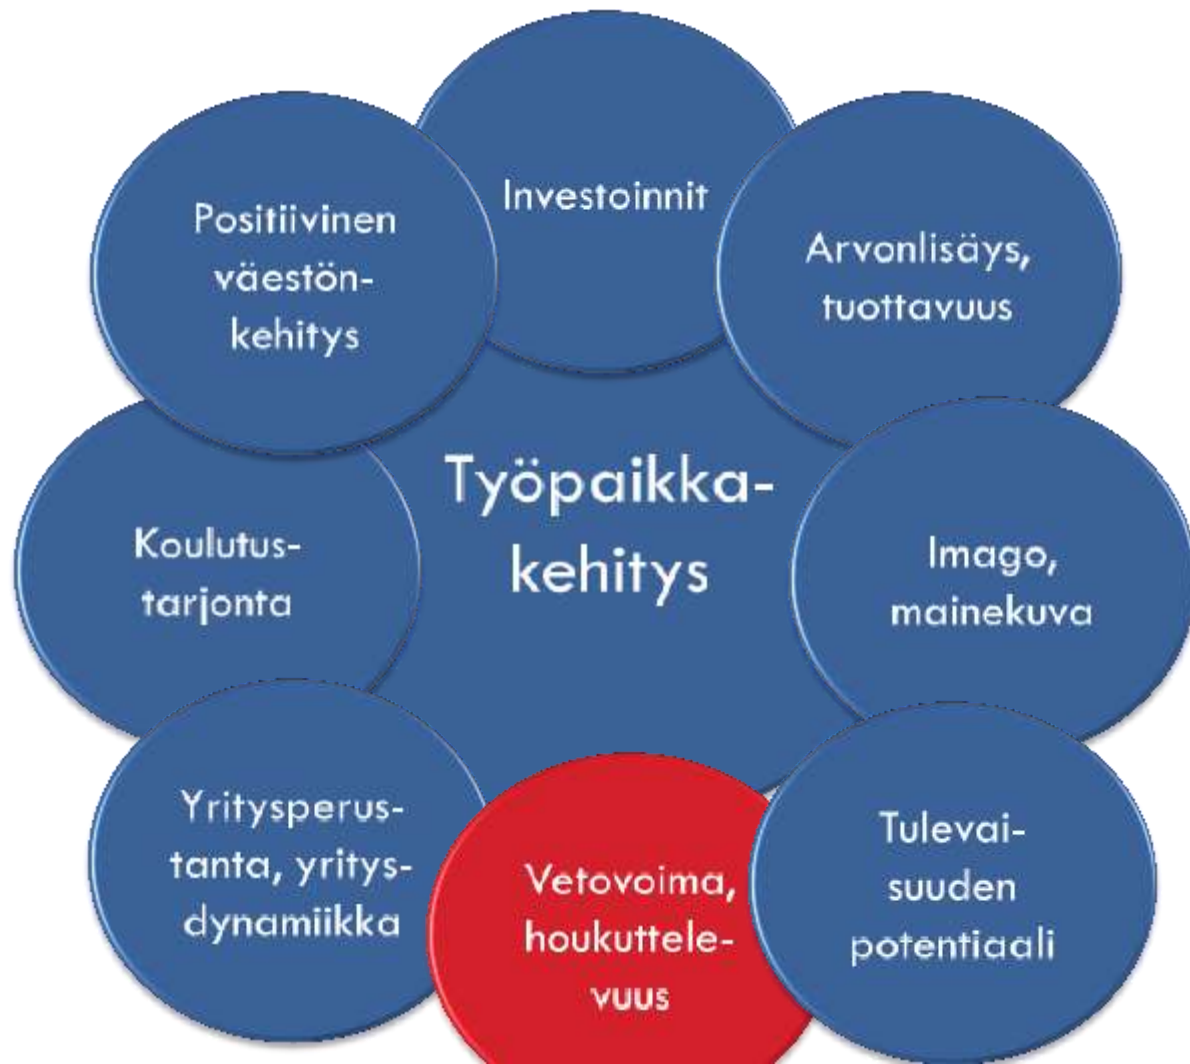 Investoinnit
Positiivinen
väestön-
kehitys
Arvonlisäys,
tuottavuus
Työpaikka-
kehitys
Koulutus-
tarjonta
Imago,
mainekuva
Yritysperus-
tanta, yritys-
dynamiikka
Vetovoima,
houkuttele-
vuus
Tulevai-
suuden
potentiaali